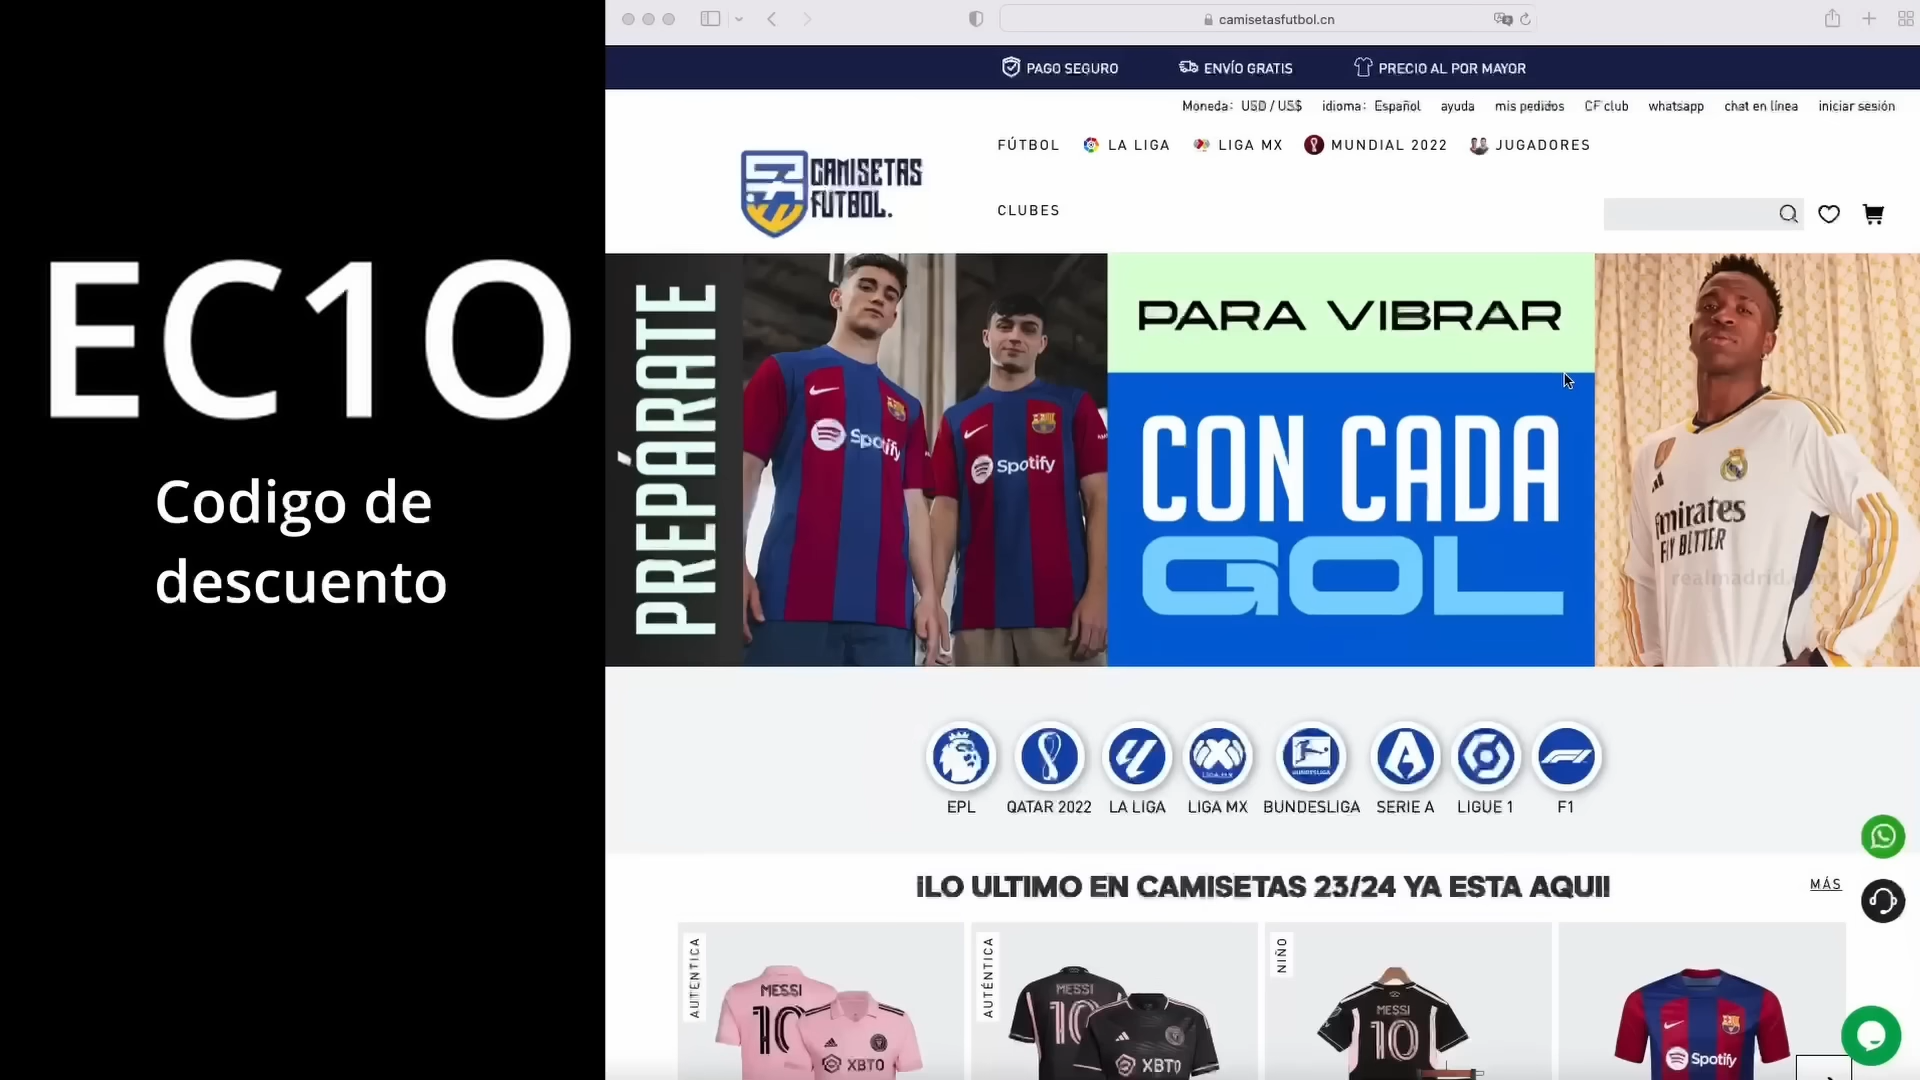 EC1O
Codigo de
descuento
camisetasfutbol.cn
PAGO SEGURO
ENVÍO GRATIS
PRECIO AL POR MAYOR
Moneda: USD / US$
idioma: Español
ayuda
mis pedidos
CF club
whatsapp
chat en línea
iniciar sesión
FÚTBOL
LA LIGA
LIGA MX
MUNDIAL 2022
JUGADORES
CAMISETAS
FUTBOL.
CLUBES
PREPÁRATE
Spotify
Spotify
PARA VIBRAR
CON CADA
GOL
Emirates
FLY BETTER
realmadrid.
EPL
QATAR 2022
LA LIGA
LIGA MX
BUNDESLIGA
SERIE A
LIGUE 1
F1
¡LO ULTIMO EN CAMISETAS 23/24 YA ESTA AQUI!
MÁS
AUTÉNTICA
MESSI
10
XBTO
AUTÉNTICA
MESSI
10
XBTO
NIÑO
MESSI
10
Spotify